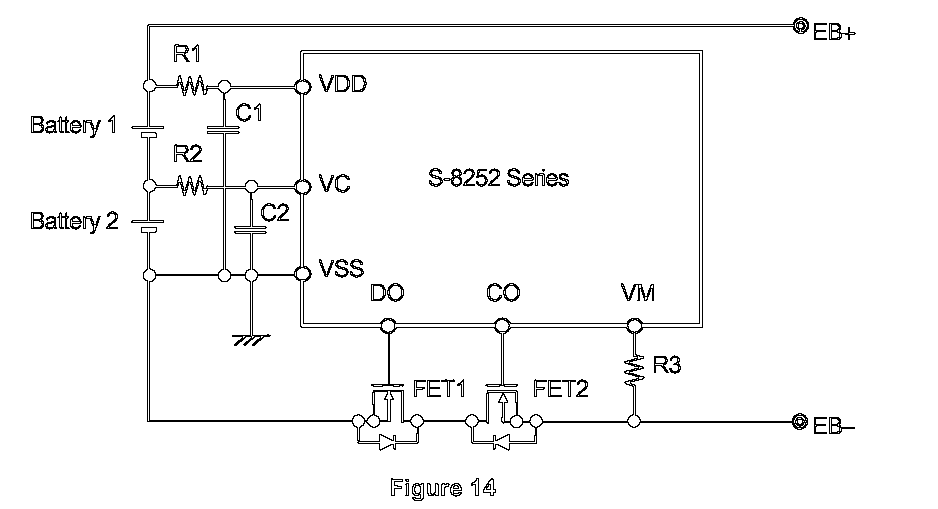 EB+
R1
VDD
C1
Battery 1
R2
S-8252 Series
VC
C2
Battery 2
VSS
DO
CO
VM
R3
FET1
FET2
EB–
Figure 14